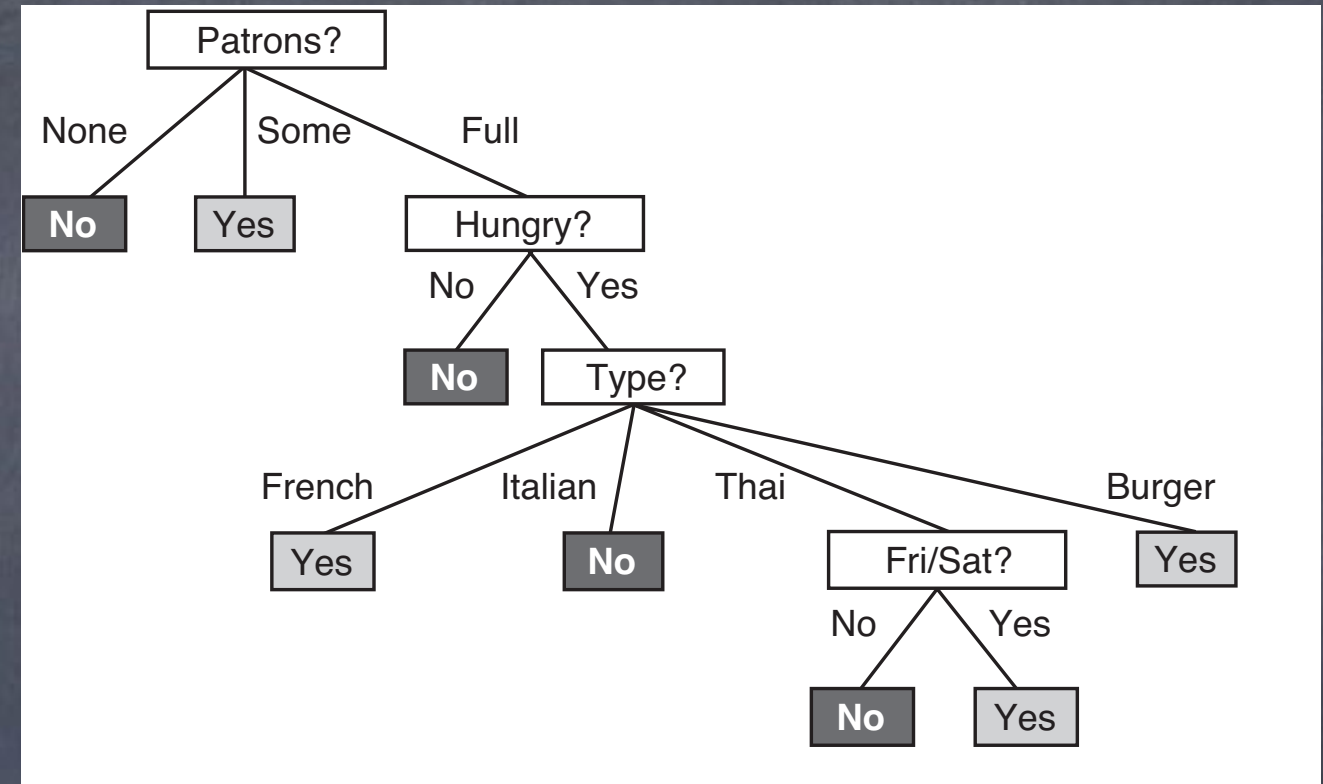 Patrons?
None Some Full
No Yes Hungry?
No Yes
No Type?
French Italian Thai Burger
Yes No Fri/Sat? Yes
No Yes
No Yes